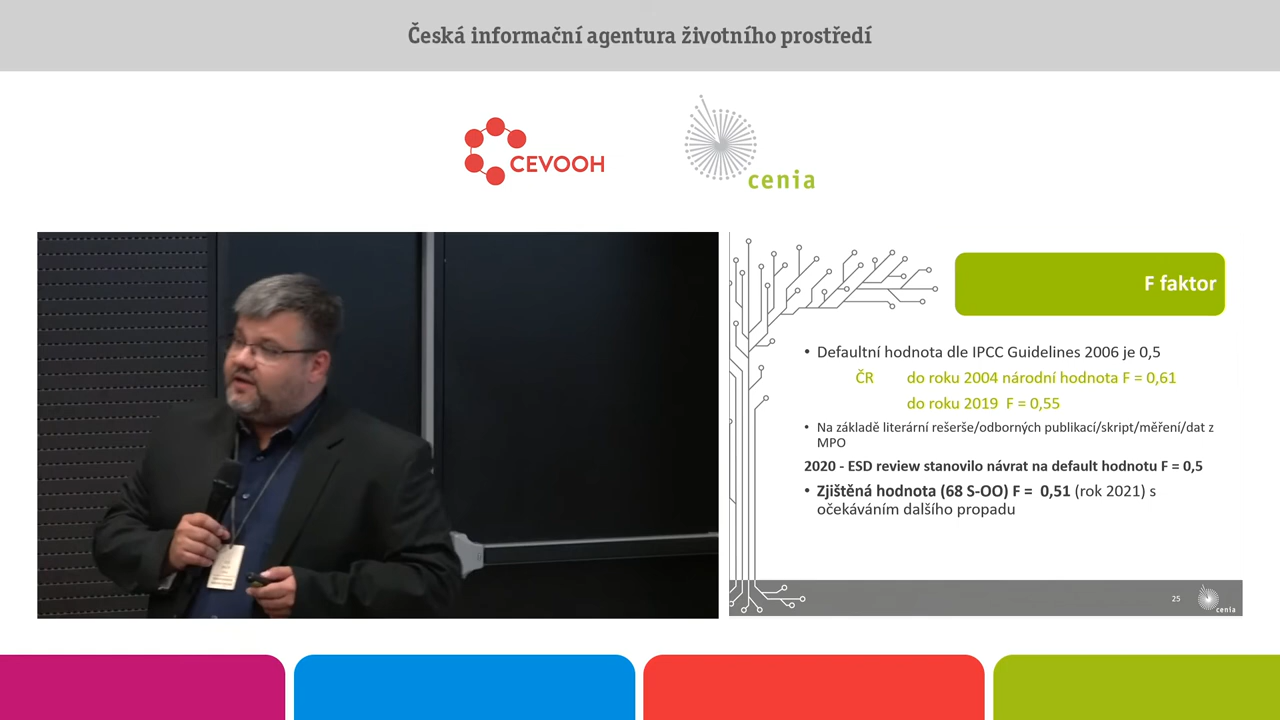 Česká informační agentura životního prostředí
CEVOOH
cenia
F faktor
• Defaultní hodnota dle IPCC Guidelines 2006 je 0,5
ČR do roku 2004 národní hodnota F = 0,61
do roku 2019 F = 0,55
• Na základě literární rešerše/odborných publikací/skript/měření/dat z
MPO
2020 - ESD review stanovilo návrat na default hodnotu F = 0,5
• Zjištěná hodnota (68 S-OO) F = 0,51 (rok 2021) s
očekáváním dalšího propadu
25
cenia